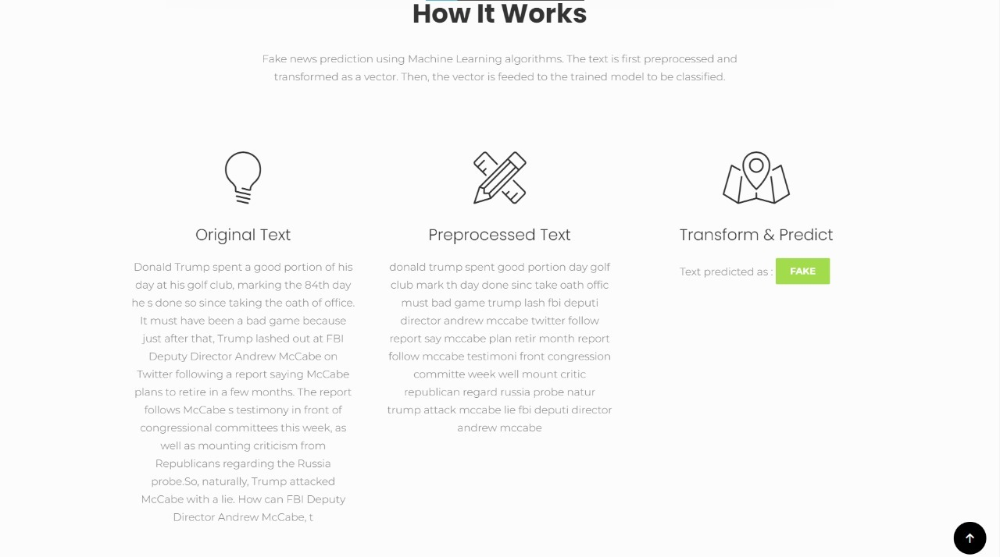 How It Works
Fake news prediction using Machine Learning algorithms. The text is first preprocessed and
transformed as a vector. Then, the vector is feeded to the trained model to be classified.
Original Text
Donald Trump spent a good portion of his
day at his golf club, marking the 84th day
he s done so since taking the oath of office.
It must have been a bad game because
just after that, Trump lashed out at FBI
Deputy Director Andrew McCabe on
Twitter following a report saying McCabe
plans to retire in a few months. The report
follows McCabe s testimony in front of
congressional committees this week, as
well as mounting criticism from
Republicans regarding the Russia
probe.So, naturally, Trump attacked
McCabe with a lie. How can FBI Deputy
Director Andrew McCabe, t
Preprocessed Text
donald trump spent good portion day golf
club mark th day done sinc take oath offic
must bad game trump lash fbi deputi
director andrew mccabe twitter follow
report say mccabe plan retir month report
follow mccabe testimoni front congression
committe week well mount critic
republican regard russia probe natur
trump attack mccabe lie fbi deputi director
andrew mccabe
Transform & Predict
Text predicted as : FAKE